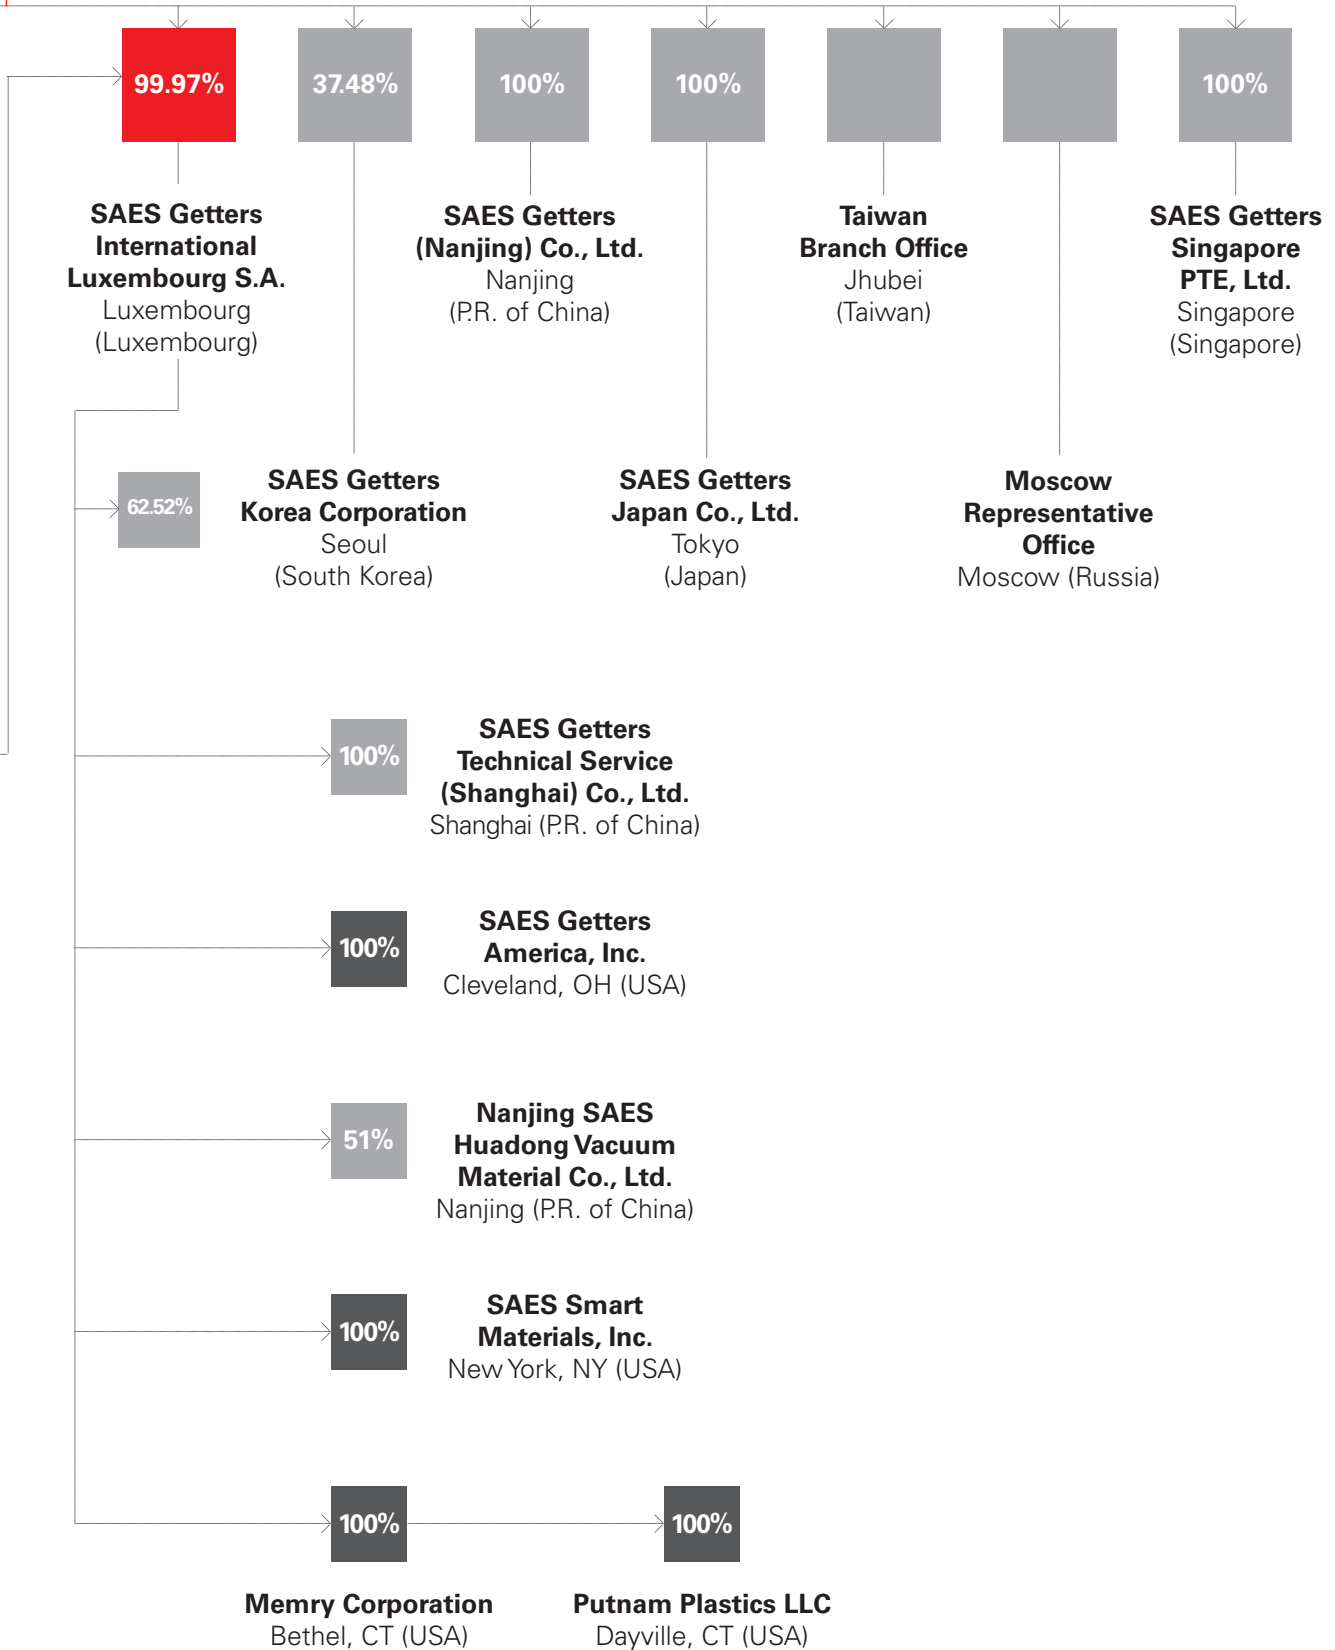 99.97%
37.48%
100%
100%
100%
SAES Getters
International
Luxembourg S.A.
Luxembourg
(Luxembourg)
SAES Getters
(Nanjing) Co., Ltd.
Nanjing
(P.R. of China)
Taiwan
Branch Office
Jhubei
(Taiwan)
SAES Getters
Singapore
PTE, Ltd.
Singapore
(Singapore)
62.52%
SAES Getters
Korea Corporation
Seoul
(South Korea)
SAES Getters
Japan Co., Ltd.
Tokyo
(Japan)
Moscow
Representative
Office
Moscow (Russia)
100%
SAES Getters
Technical Service
(Shanghai) Co., Ltd.
Shanghai (P.R. of China)
100%
SAES Getters
America, Inc.
Cleveland, OH (USA)
51%
Nanjing SAES
Huadong Vacuum
Material Co., Ltd.
Nanjing (P.R. of China)
100%
SAES Smart
Materials, Inc.
New York, NY (USA)
100%
100%
Memry Corporation
Bethel, CT (USA)
Putnam Plastics LLC
Dayville, CT (USA)